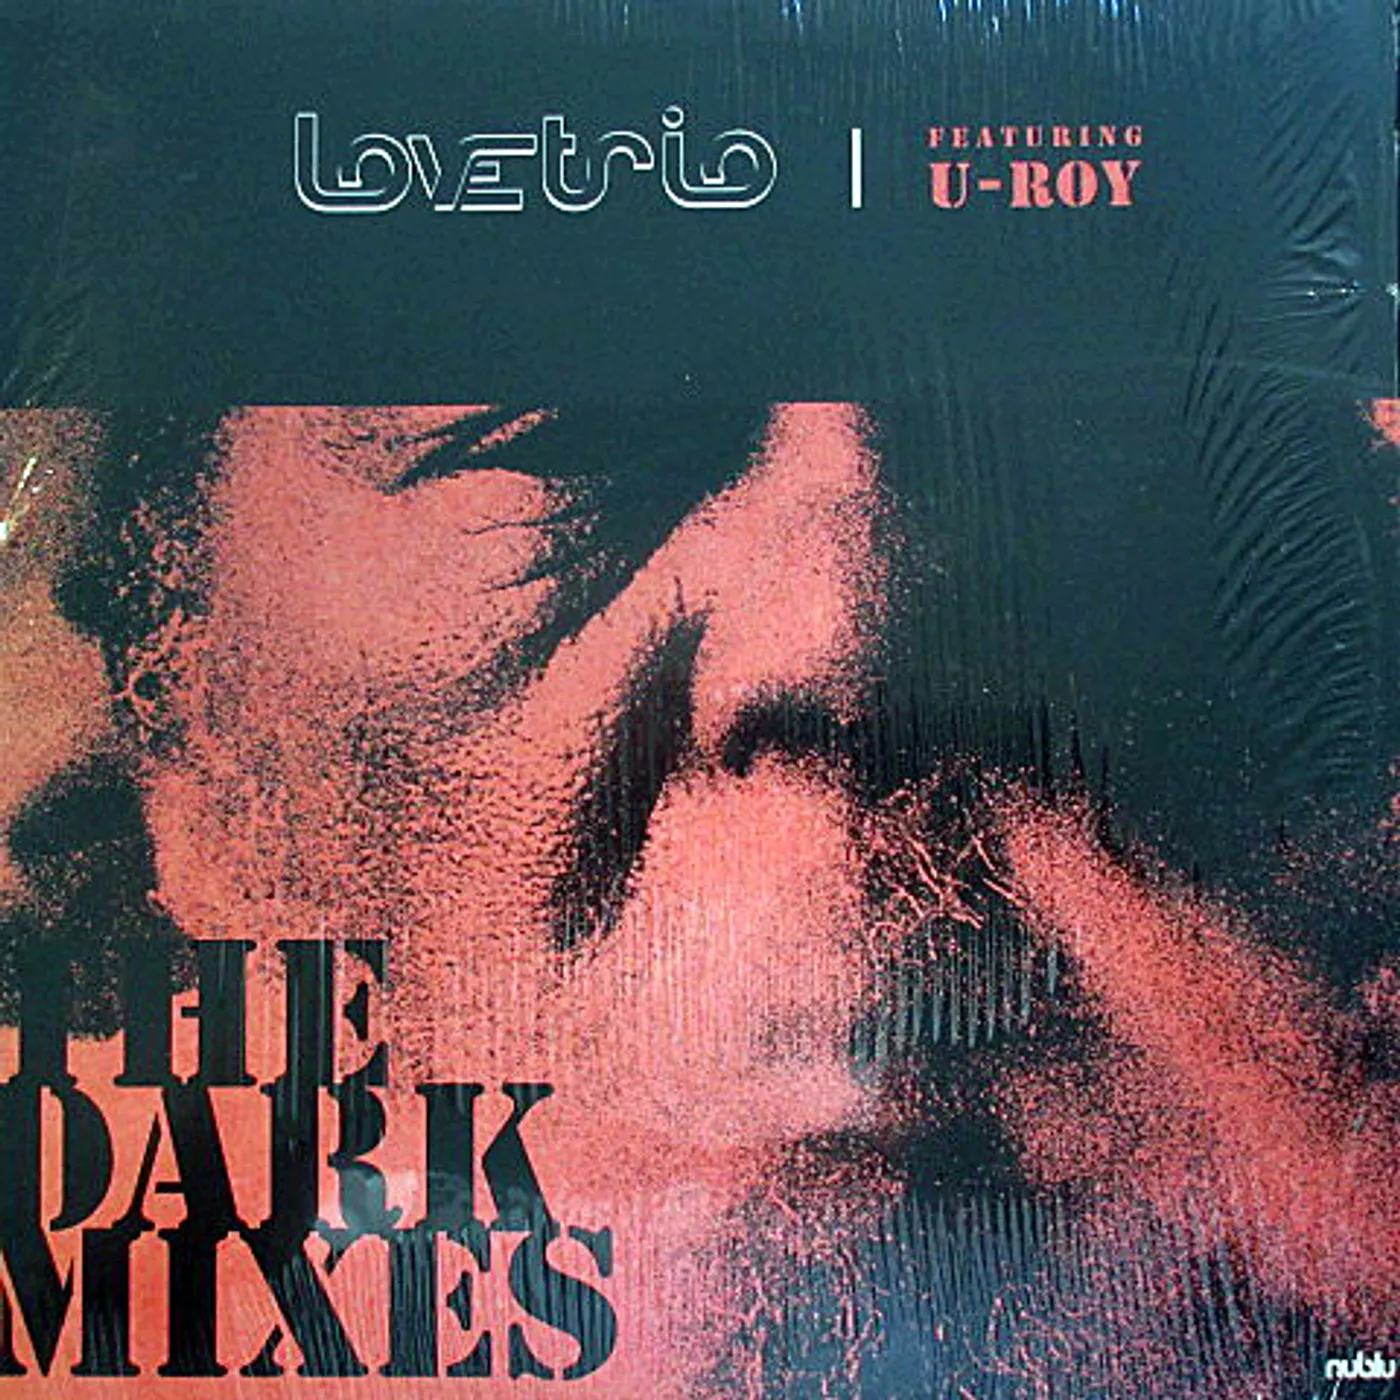 Lovetrio | FEATURING
U-ROY
THE
DARK
MIXES
nublu